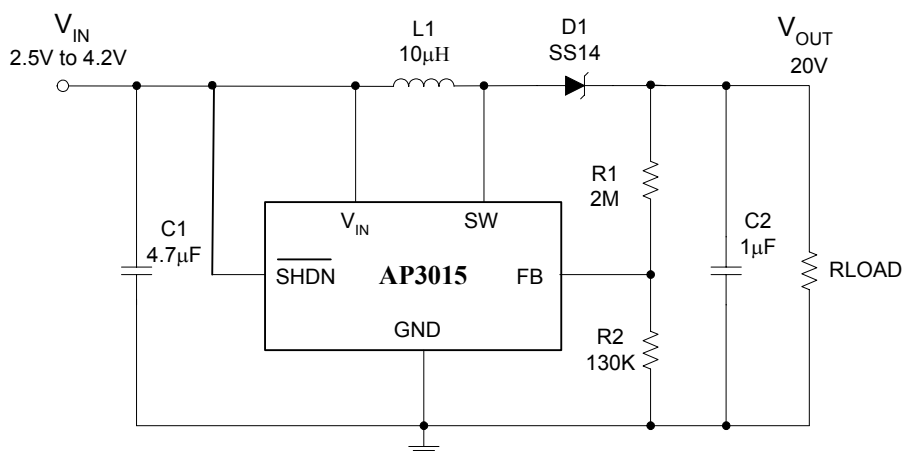 VIN
2.5V to 4.2V
L1
10μH
D1
SS14
VOUT
20V
C1
4.7μF
VIN
SW
SHDN
AP3015
FB
GND
R1
2M
R2
130K
C2
1μF
RLOAD